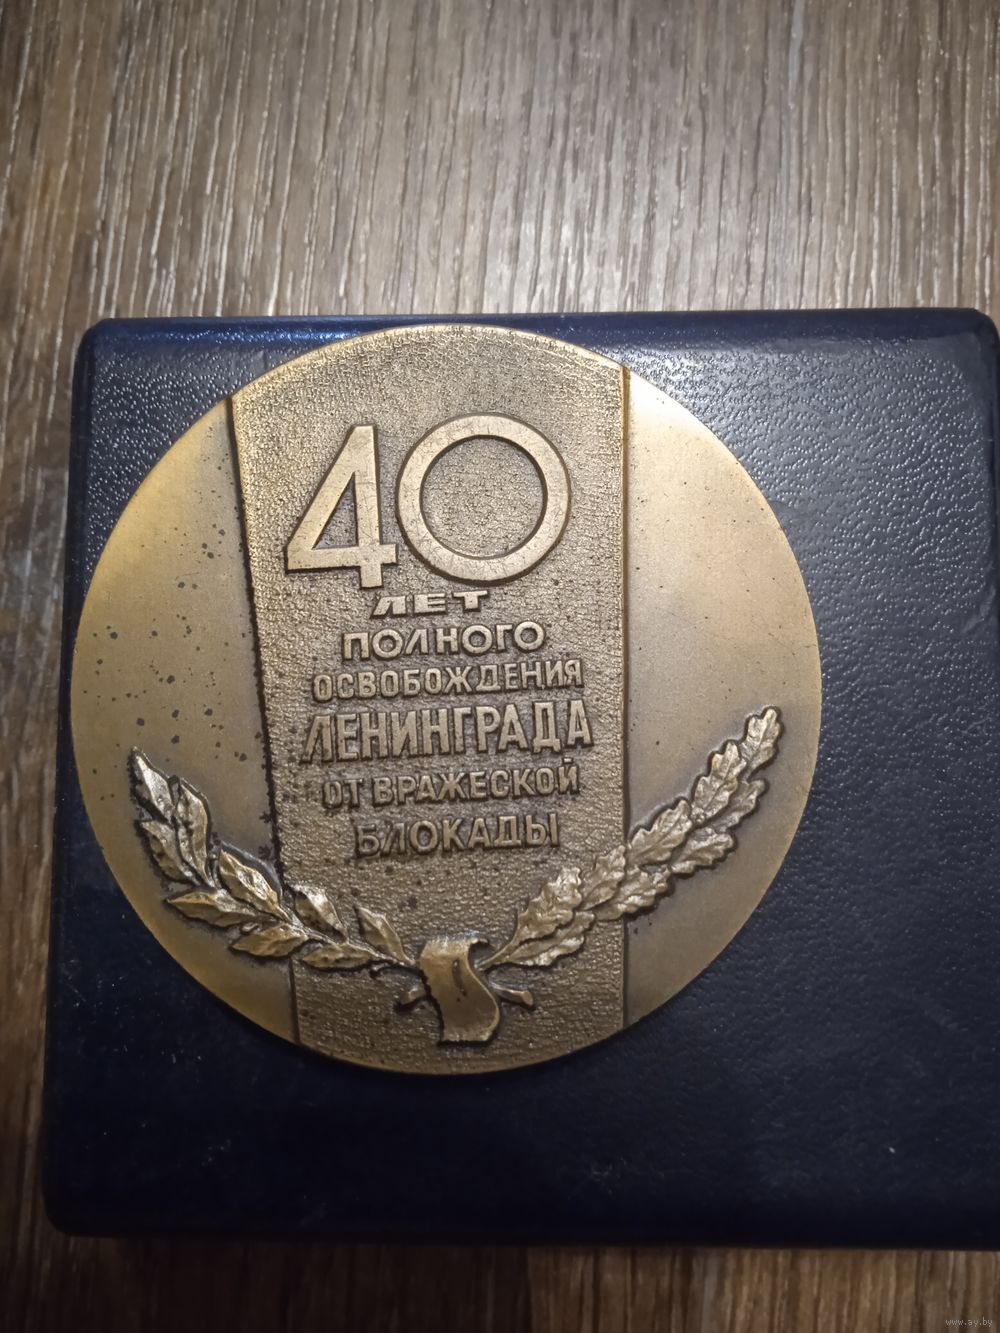 40
ЛЕТ
ПОЛНОГО
ОСВОБОЖДЕНИЯ
ЛЕНИНГРАДА
ОТ ВРАЖЕСКОЙ
БЛОКАДЫ
www.ay.by